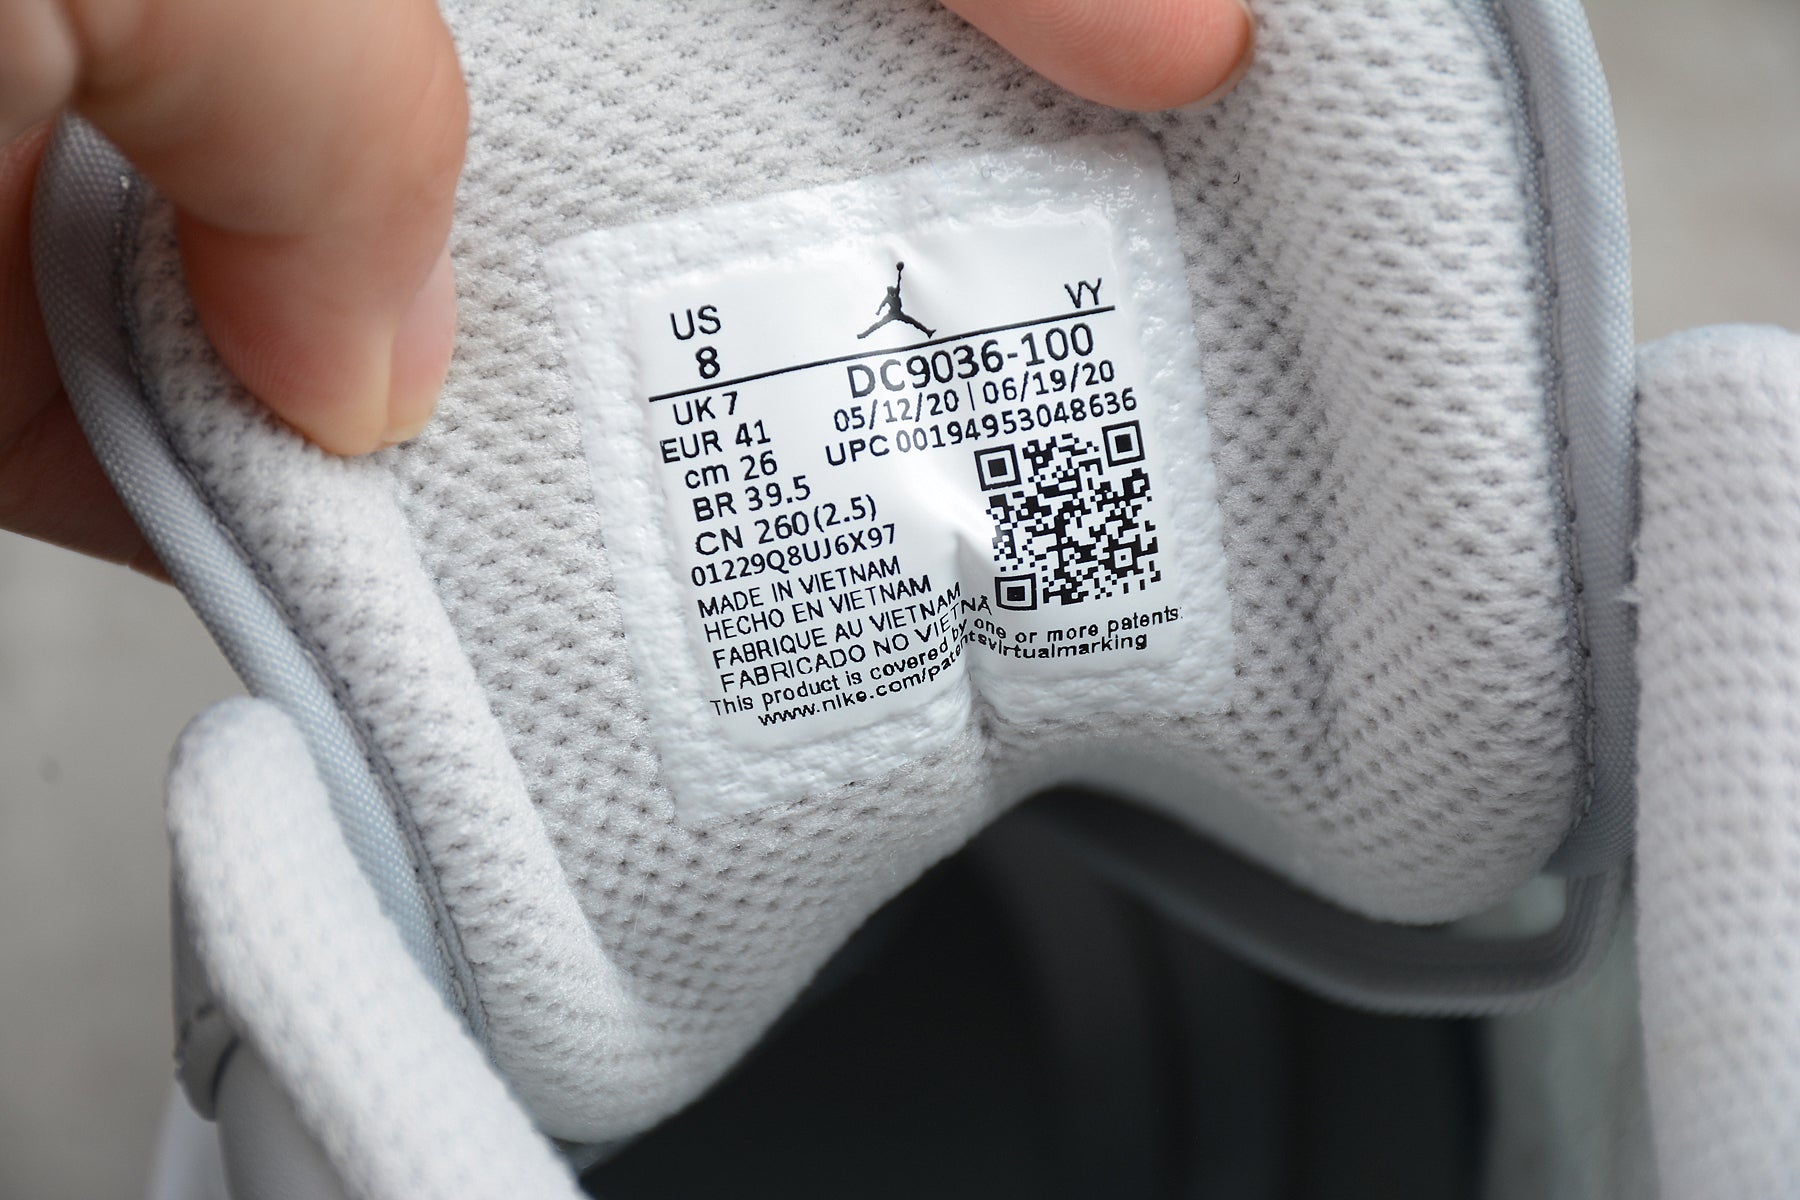 US
8
VY
DC9036-100
UK 7
05/12/20 | 06/19/20
EUR 41
UPC 00194953048636
cm 26
BR 39.5
CN 260(2.5)
01229Q8UJ6X97
MADE IN VIETNAM
HECHO EN VIETNAM
FABRIQUE AU VIETNAM
FABRICADO NO VIETNÃ
This product is covered by one or more patents.
www.nike.com/patentsvirtualmarking